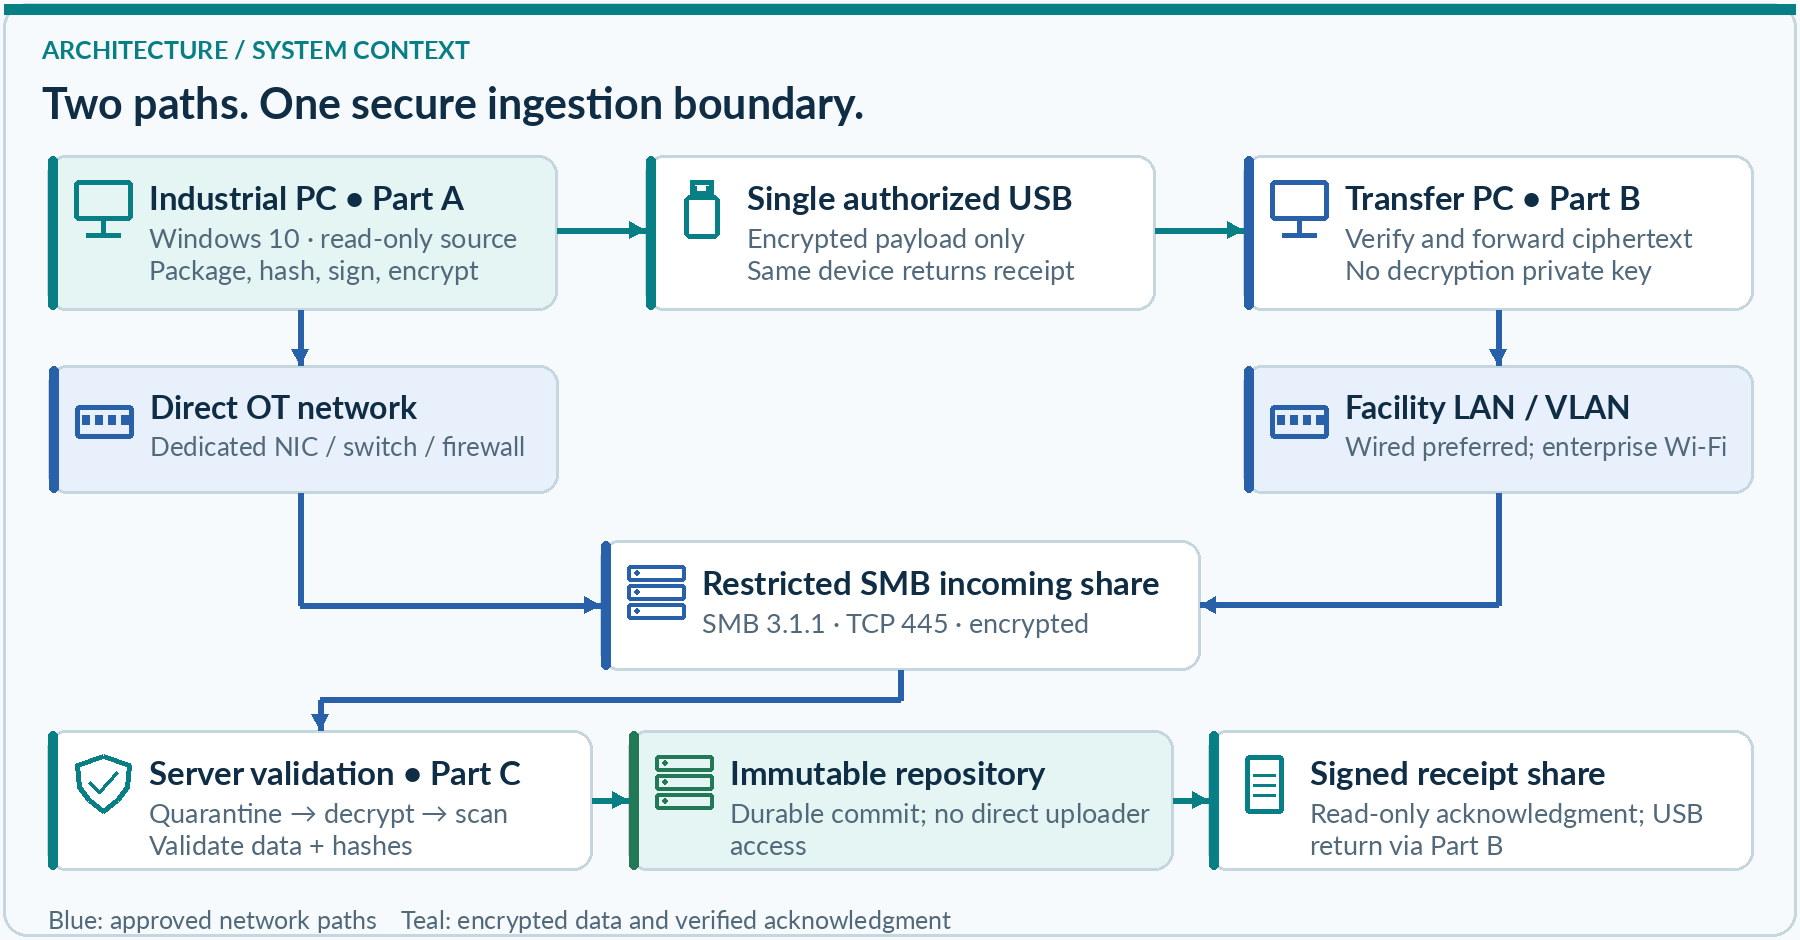 ARCHITECTURE / SYSTEM CONTEXT
Two paths. One secure ingestion boundary.
Industrial PC • Part A
Windows 10 · read-only source
Package, hash, sign, encrypt
Single authorized USB
Encrypted payload only
Same device returns receipt
Transfer PC • Part B
Verify and forward ciphertext
No decryption private key
Direct OT network
Dedicated NIC / switch / firewall
Facility LAN / VLAN
Wired preferred; enterprise Wi-Fi
Restricted SMB incoming share
SMB 3.1.1 · TCP 445 · encrypted
Server validation • Part C
Quarantine → decrypt → scan
Validate data + hashes
Immutable repository
Durable commit; no direct uploader
access
Signed receipt share
Read-only acknowledgment; USB
return via Part B
Blue: approved network paths Teal: encrypted data and verified acknowledgment